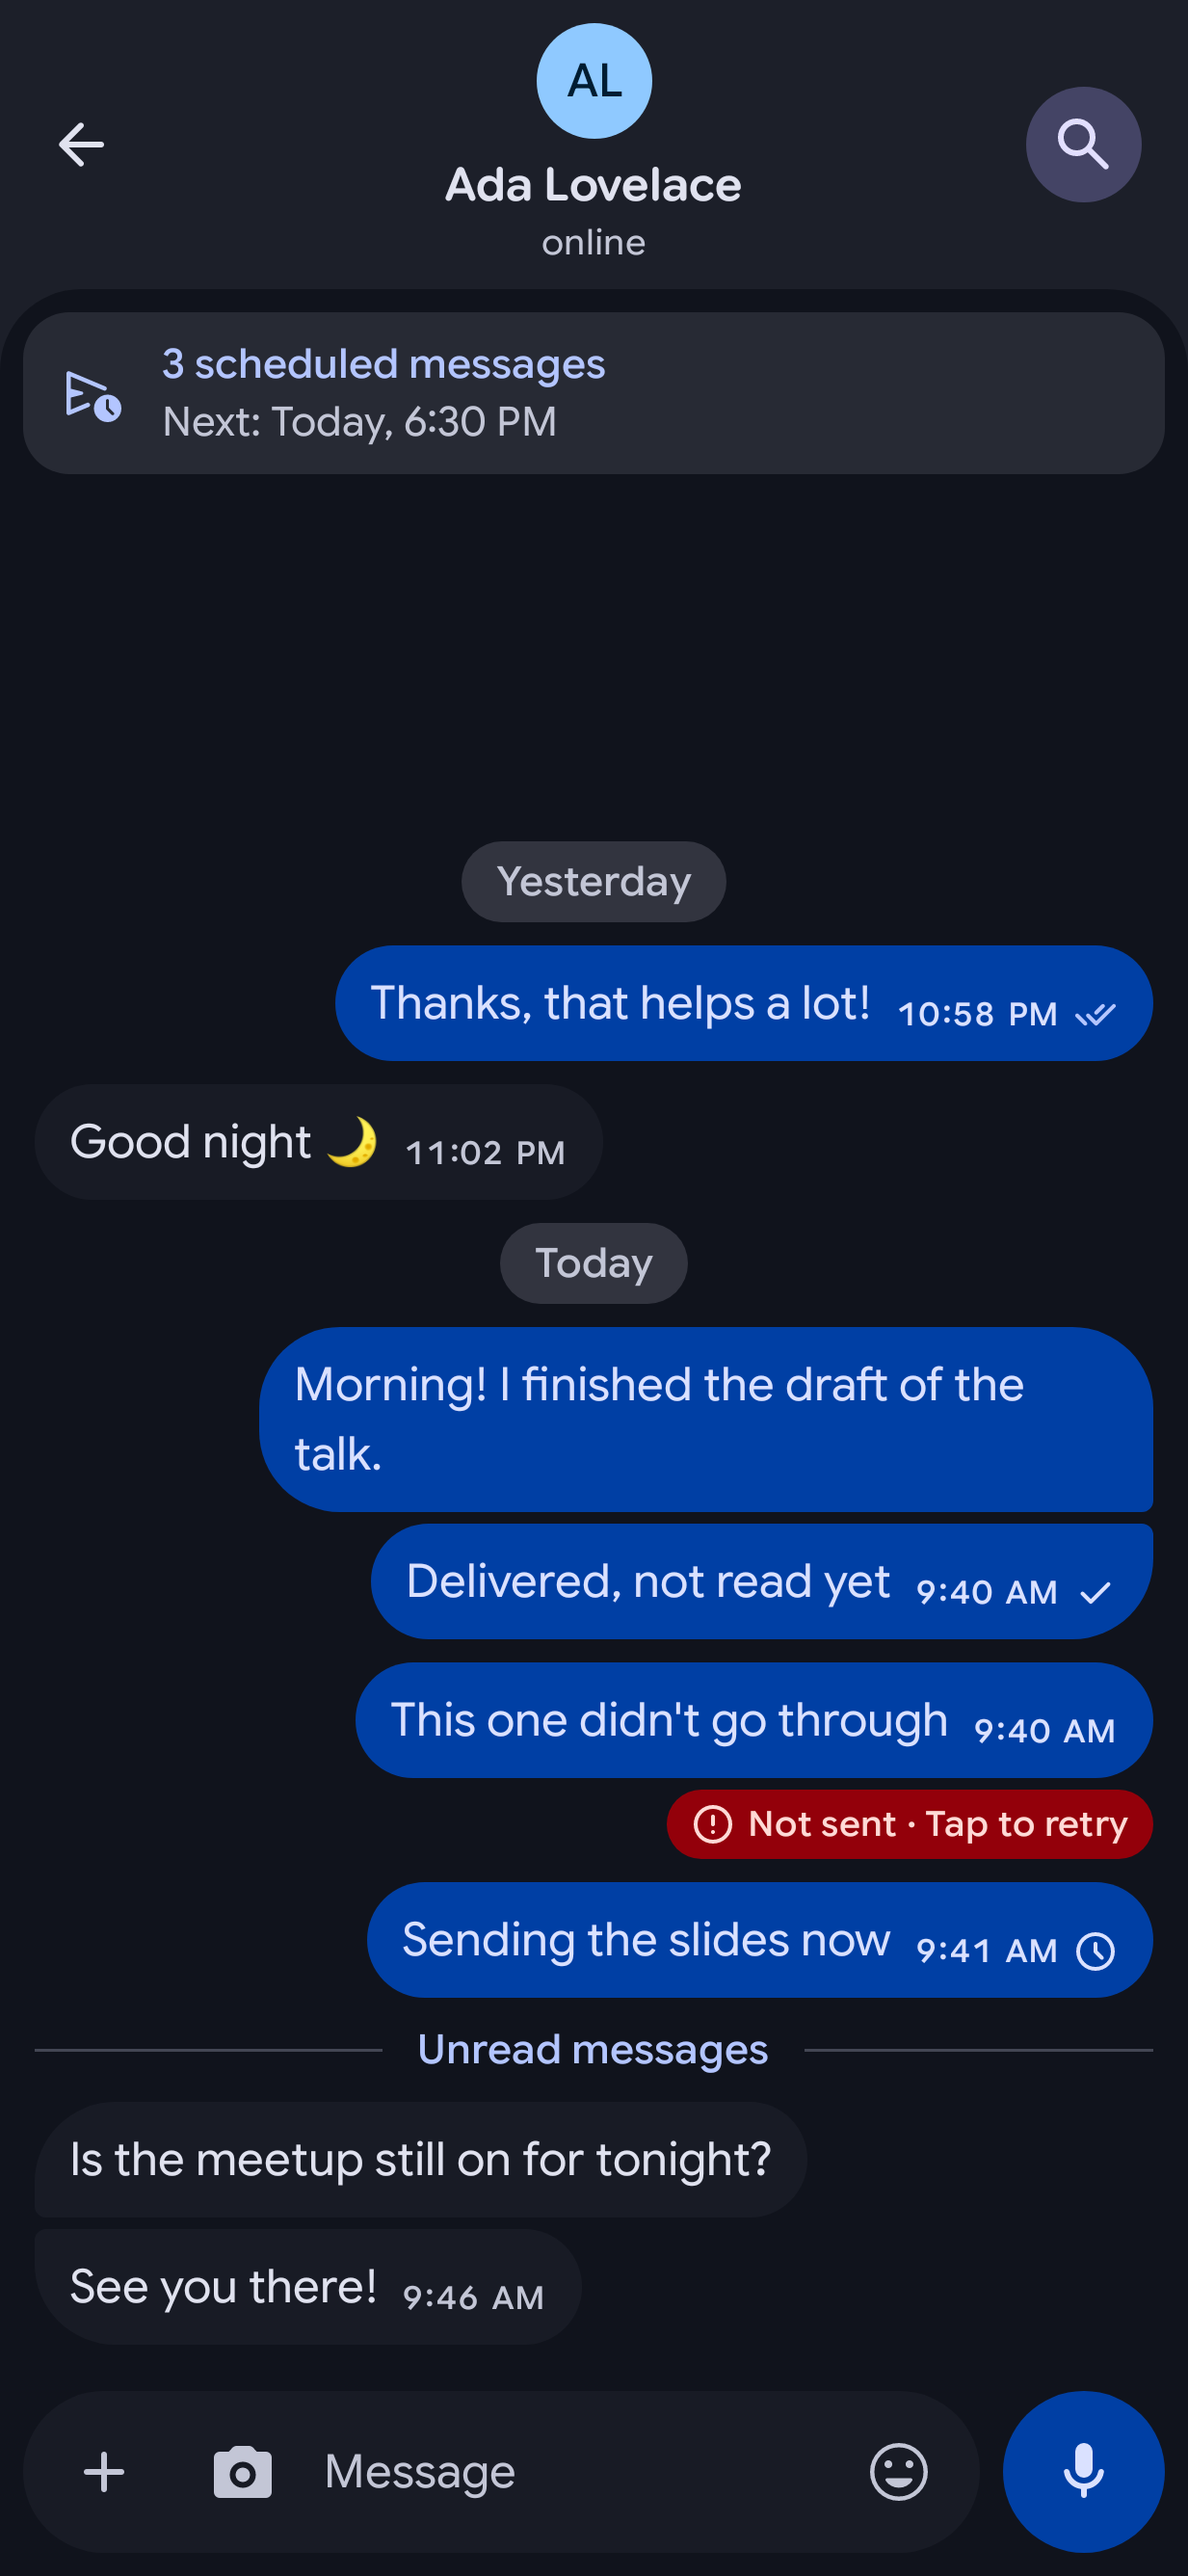 AL
Ada Lovelace
online
3 scheduled messages
Next: Today, 6:30 PM
Yesterday
Thanks, that helps a lot! 10:58 PM
Good night 🌙 11:02 PM
Today
Morning! I finished the draft of the
talk.
Delivered, not read yet 9:40 AM
This one didn't go through 9:40 AM
Not sent · Tap to retry
Sending the slides now 9:41 AM
Unread messages
Is the meetup still on for tonight?
See you there! 9:46 AM
Message